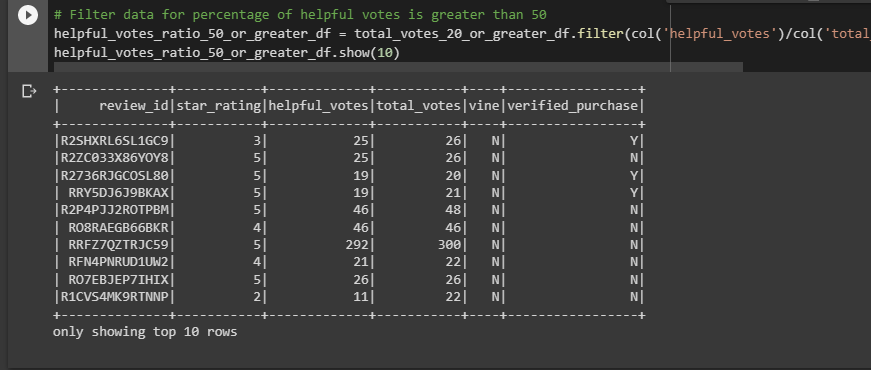 # Filter data for percentage of helpful votes is greater than 50
helpful_votes_ratio_50_or_greater_df = total_votes_20_or_greater_df.filter(col('helpful_votes')/col('total_
helpful_votes_ratio_50_or_greater_df.show(10)
+--------------+-----------+-------------+-----------+----+-----------------+
|     review_id|star_rating|helpful_votes|total_votes|vine|verified_purchase|
+--------------+-----------+-------------+-----------+----+-----------------+
|R2SHXRL6SL1GC9|          3|           25|         26|   N|                Y|
|R2ZC033X86YOY8|          5|           25|         26|   N|                N|
|R2736RJGCOSL80|          5|           19|         20|   N|                Y|
| RRY5DJ6J9BKAX|          5|           19|         21|   N|                Y|
|R2P4PJJ2ROTPBM|          5|           46|         48|   N|                N|
| RO8RAEGB66BKR|          4|           46|         46|   N|                N|
| RRFZ7QZTRJC59|          5|          292|        300|   N|                N|
| RFN4PNRUD1UW2|          4|           21|         22|   N|                N|
| RO7EBJEP7IHIX|          5|           26|         26|   N|                N|
|R1CVS4MK9RTNNP|          2|           11|         22|   N|                N|
+--------------+-----------+-------------+-----------+----+-----------------+
only showing top 10 rows